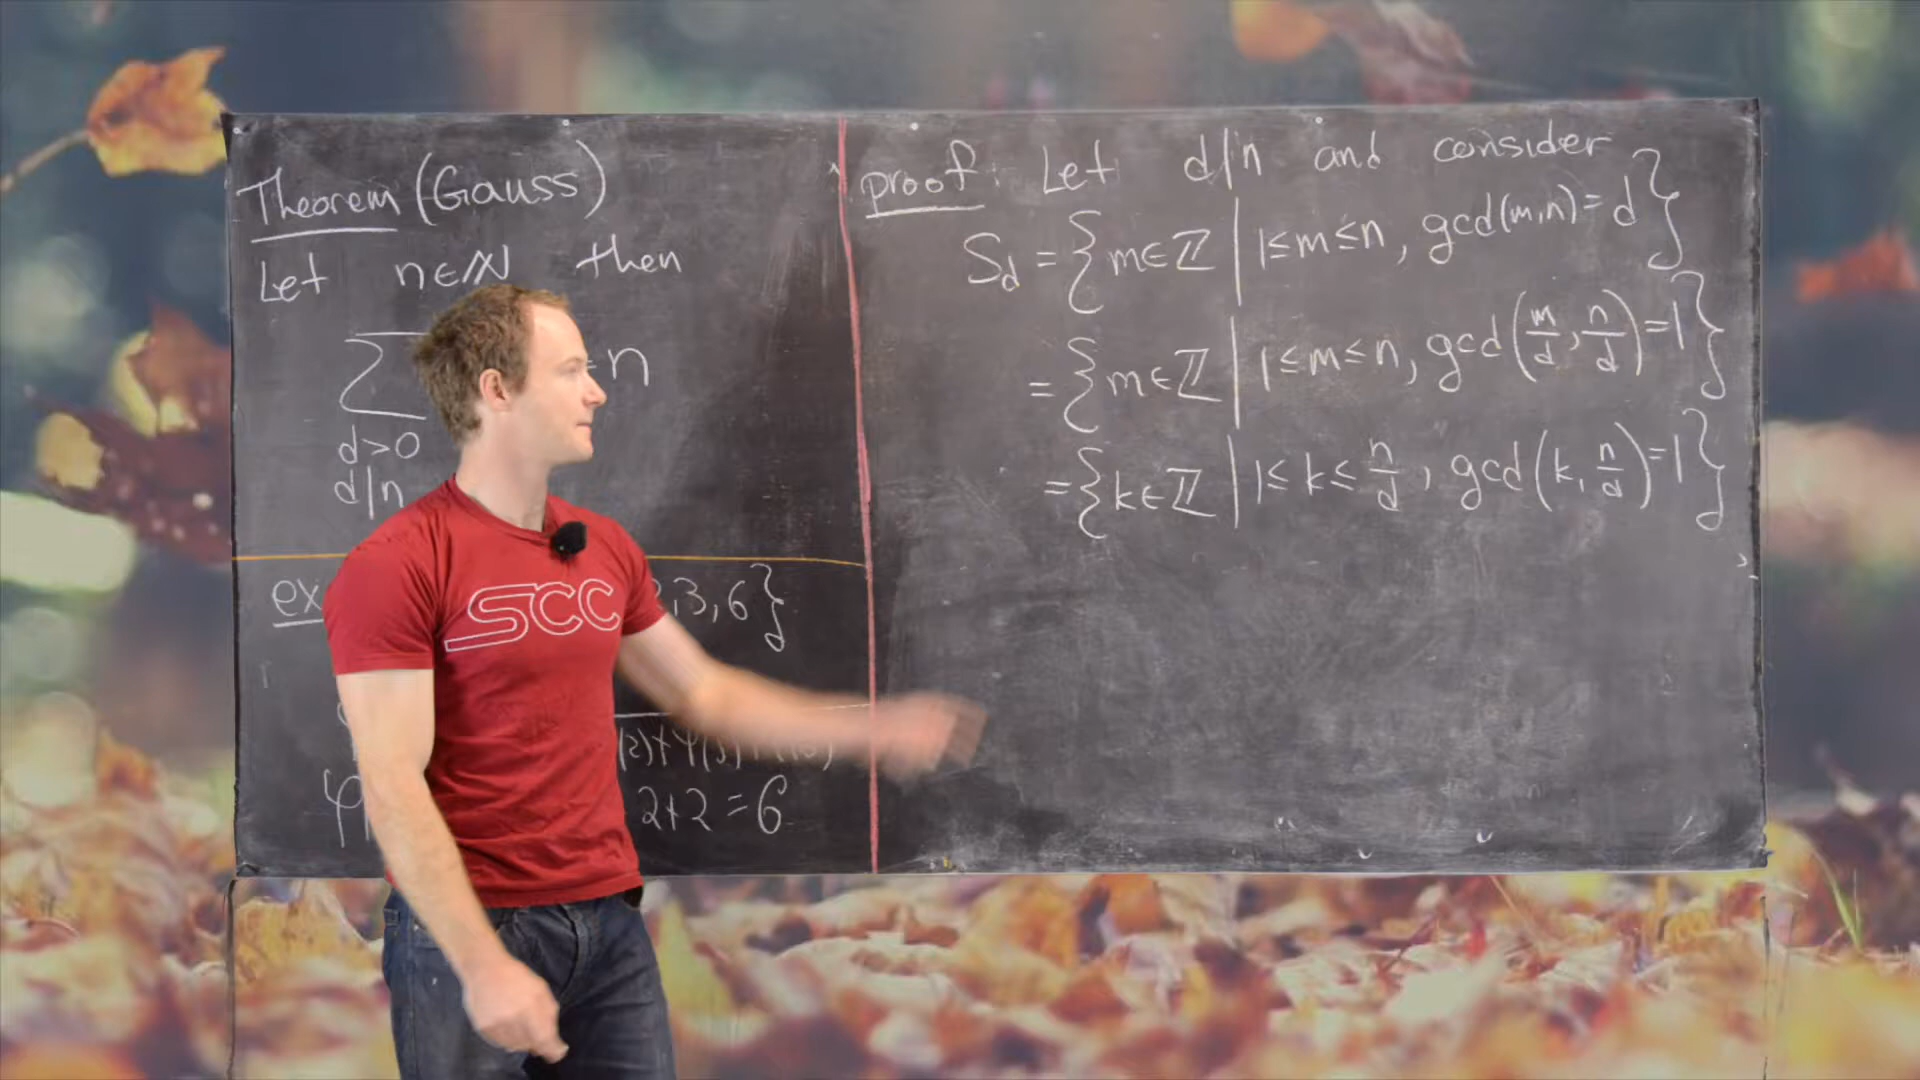 Theorem (Gauss)
Let n∈ℕ then
∑ =n
d>0
d|n
ex ,3,6}
(2)+φ(3)+
φ 2+2=6
SCC
proof: Let d|n and consider
S_d = {m∈ℤ | 1≤m≤n, gcd(m,n)=d}
= {m∈ℤ | 1≤m≤n, gcd(m/d, n/d)=1}
= {k∈ℤ | 1≤k≤n/d, gcd(k, n/d)=1}